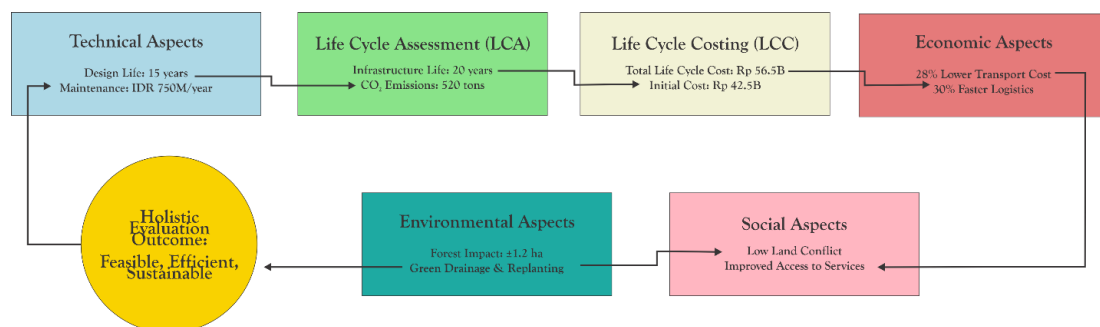 Technical Aspects
Design Life: 15 years
Maintenance: IDR 750M/year
Life Cycle Assessment (LCA)
Infrastructure Life: 20 years
CO₂ Emissions: 520 tons
Life Cycle Costing (LCC)
Total Life Cycle Cost: Rp 56.5B
Initial Cost: Rp 42.5B
Economic Aspects
28% Lower Transport Cost
30% Faster Logistics
Holistic
Evaluation
Outcome:
Feasible, Efficient,
Sustainable
Environmental Aspects
Forest Impact: ±1.2 ha
Green Drainage & Replanting
Social Aspects
Low Land Conflict
Improved Access to Services